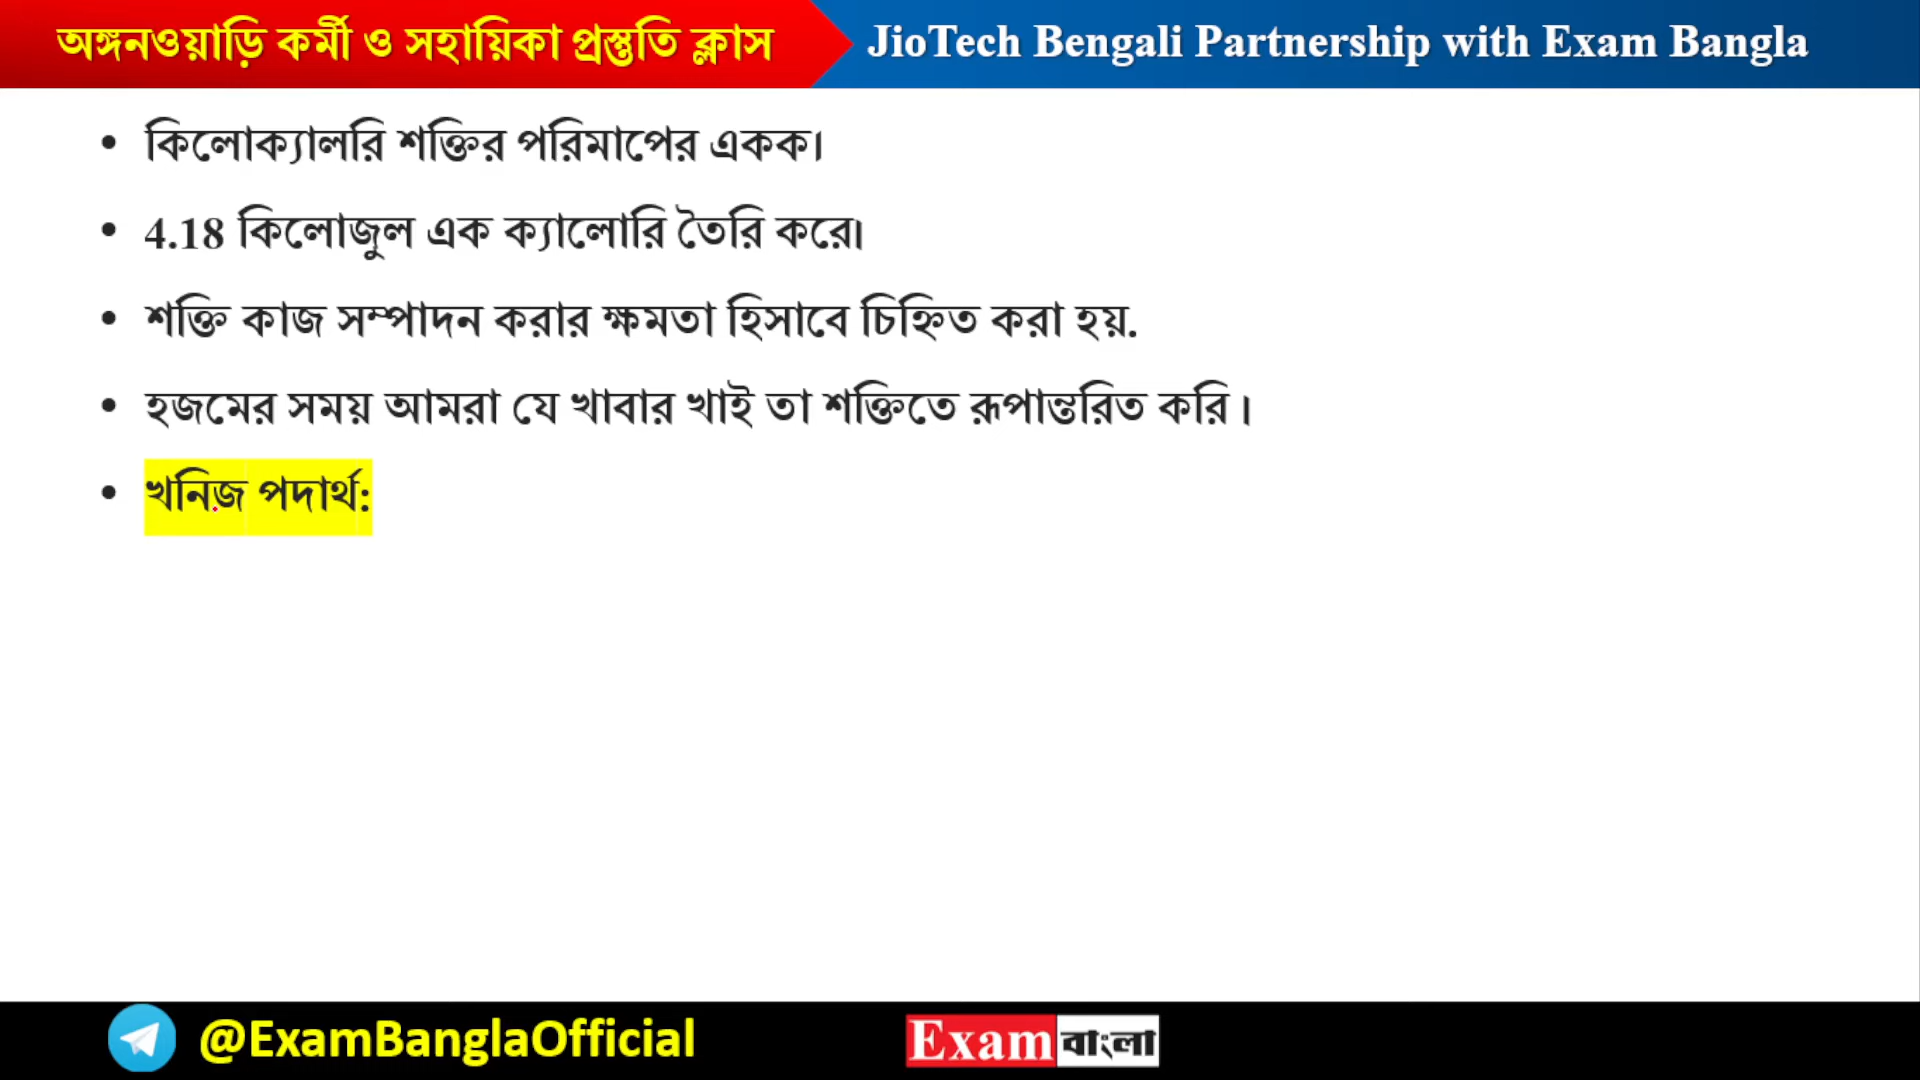 অঙ্গনওয়াড়ি কর্মী ও সহায়িকা প্রস্তুতি ক্লাস
JioTech Bengali Partnership with Exam Bangla
• কিলোক্যালরি শক্তির পরিমাপের একক।
• 4.18 কিলোজুল এক ক্যালোরি তৈরি করে।
• শক্তি কাজ সম্পাদন করার ক্ষমতা হিসাবে চিহ্নিত করা হয়.
• হজমের সময় আমরা যে খাবার খাই তা শক্তিতে রূপান্তরিত করি।
• খনিজ পদার্থ:
@ExamBanglaOfficial
Exam বাংলা